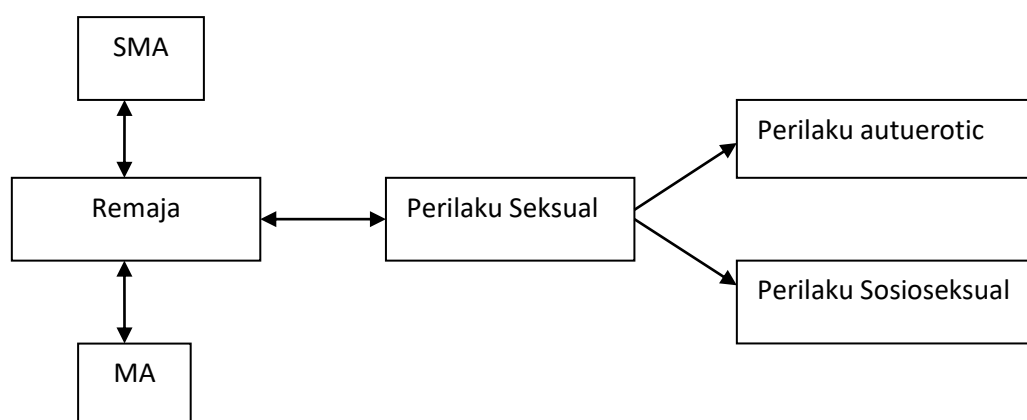 SMA
Perilaku autuerotic
Remaja
Perilaku Seksual
Perilaku Sosioseksual
MA